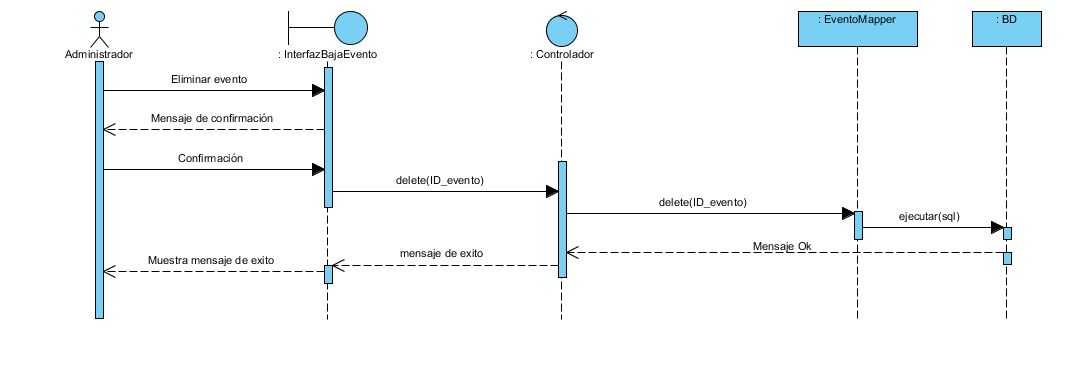 : EventoMapper
: BD
Administrador
: InterfazBajaEvento
: Controlador
Eliminar evento
Mensaje de confirmación
Confirmación
delete(ID_evento)
delete(ID_evento)
ejecutar(sql)
Mensaje Ok
mensaje de exito
Muestra mensaje de exito